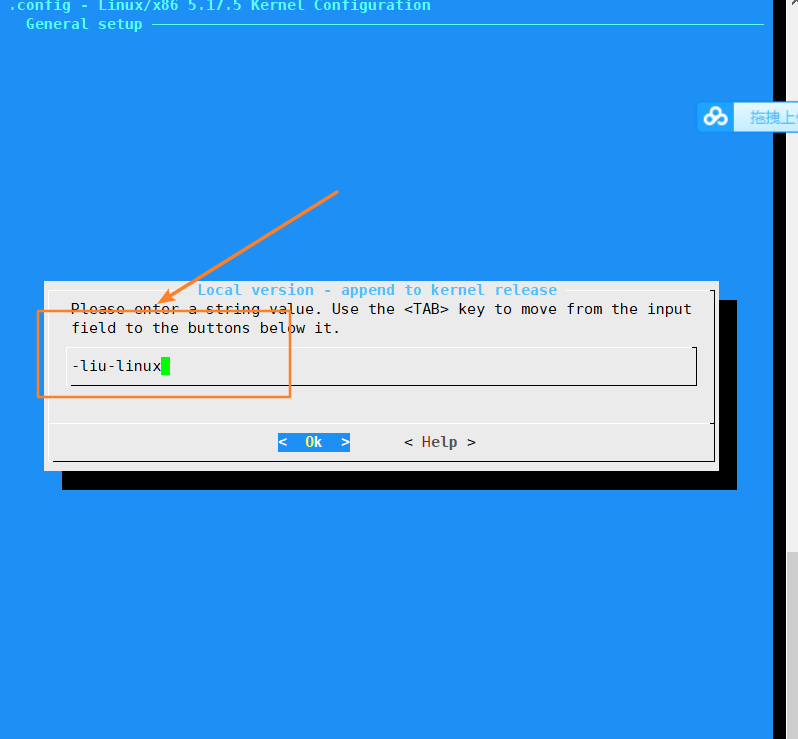 .config - Linux/x86 5.17.5 Kernel Configuration
General setup
拖拽上
Local version - append to kernel release
Please enter a string value. Use the <TAB> key to move from the input
field to the buttons below it.
-liu-linux
< Ok >   < Help >